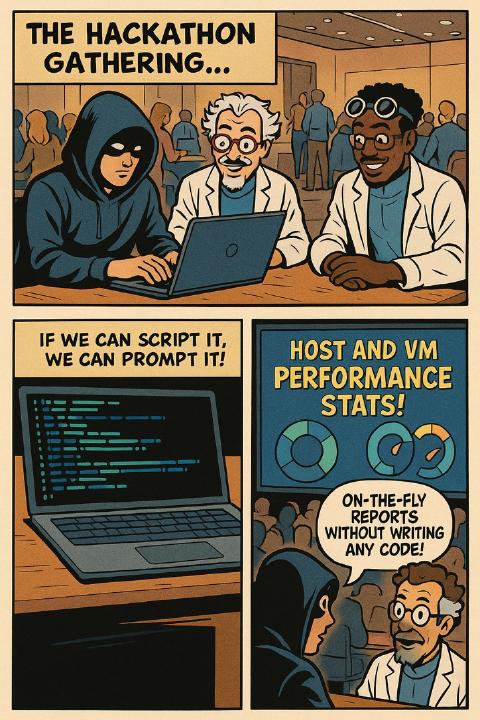 THE HACKATHON
GATHERING...
IF WE CAN SCRIPT IT,
WE CAN PROMPT IT!
HOST AND VM
PERFORMANCE
STATS!
ON-THE-FLY
REPORTS
WITHOUT WRITING
ANY CODE!